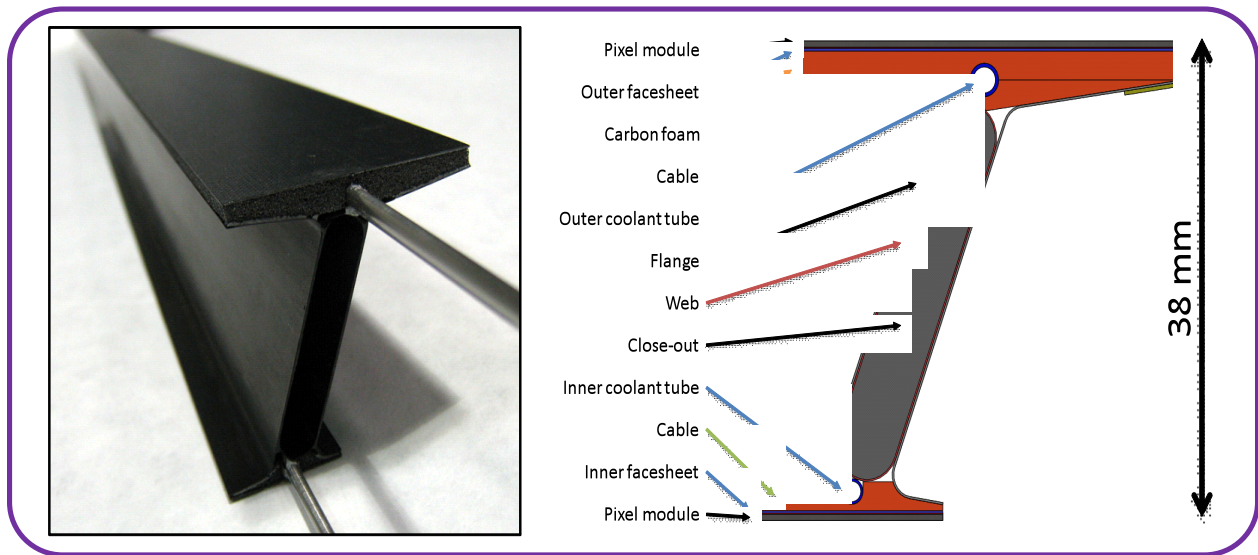 Pixel module
Outer facesheet
Carbon foam
Cable
Outer coolant tube
Flange
Web
Close-out
Inner coolant tube
Cable
Inner facesheet
Pixel module
38 mm